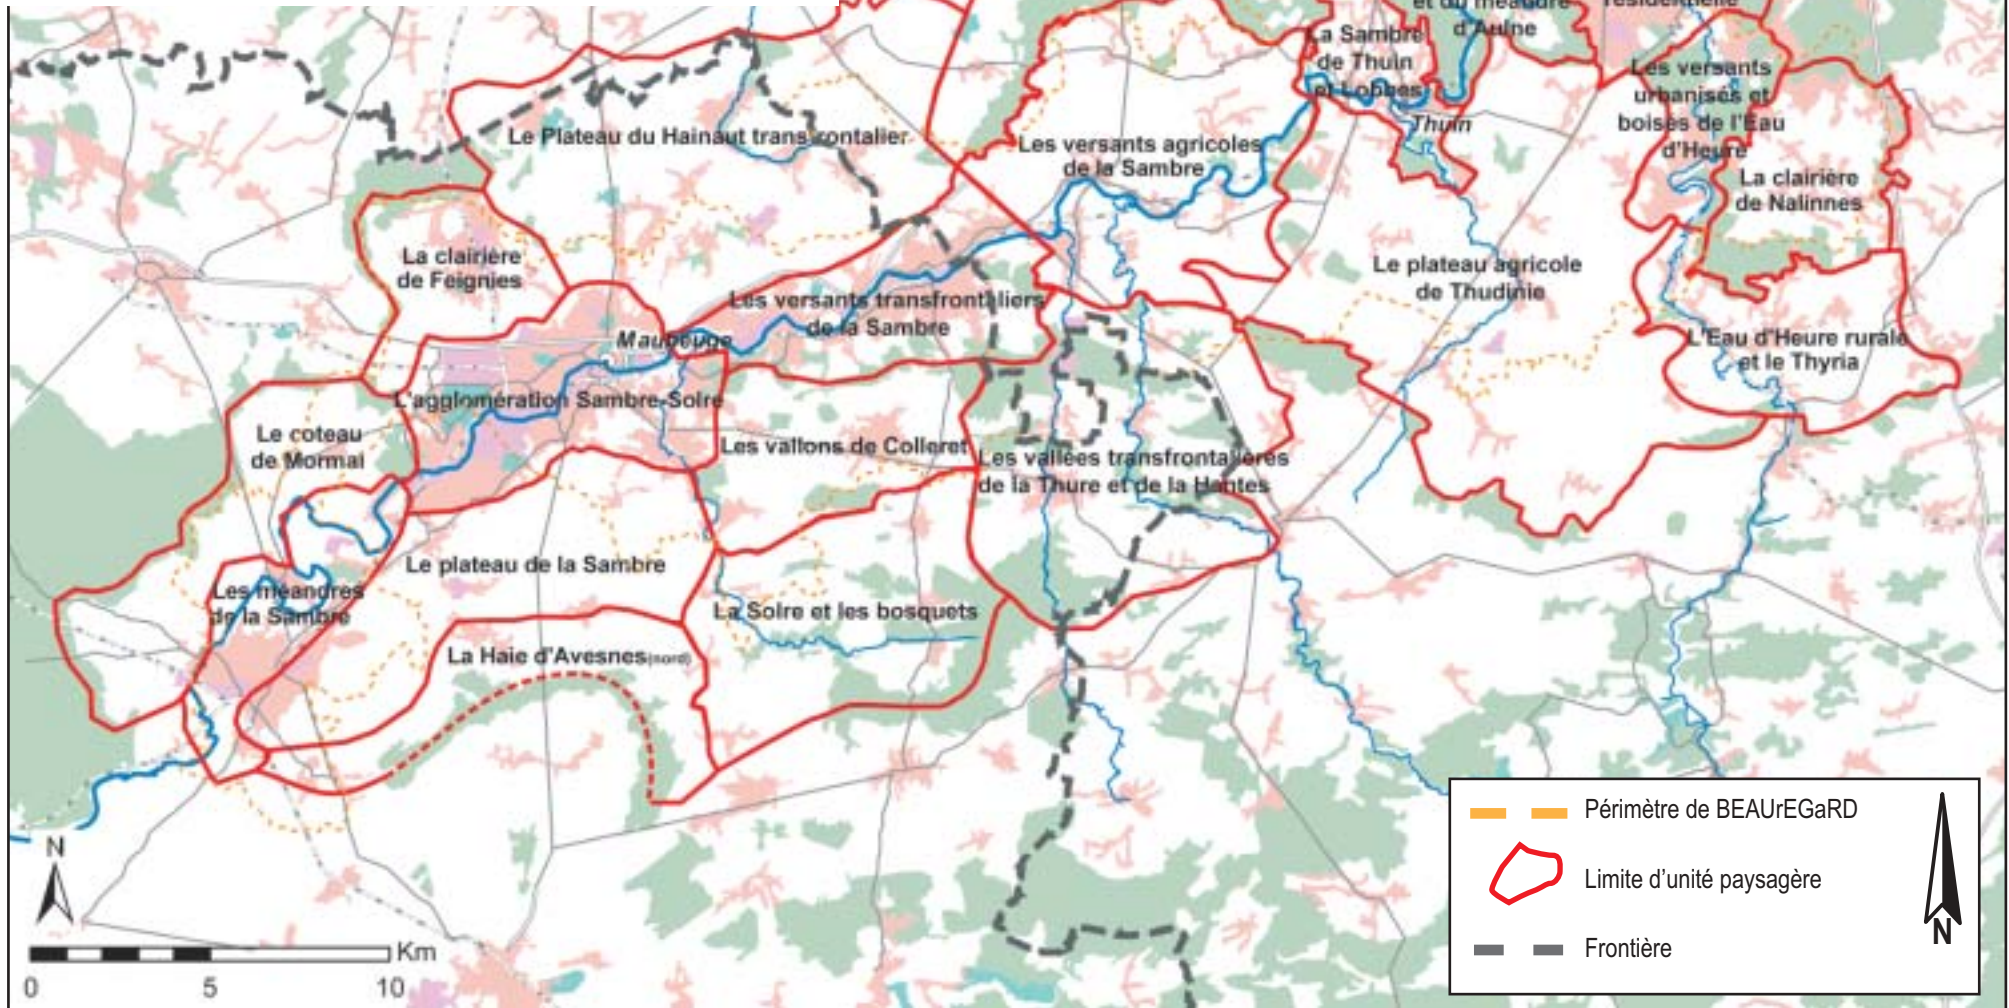 et du méandre
d'Aulne
résidentielle
La Sambre
de Thuin
et Lobbes
Thuin
Les versants
urbanisés et
boisés de l'Eau
d'Heure
La clairière
de Nalinnes
Le Plateau du Hainaut transfrontalier
Les versants agricoles
de la Sambre
La clairière
de Feignies
Le plateau agricole
de Thudinie
Les versants transfrontaliers
de la Sambre
Maubeuge
L'Eau d'Heure rurale
et le Thyria
L'agglomération Sambre-Solre
Le coteau
de Mormal
Les vallons de Colleret
Les vallées transfrontalières
de la Thure et de la Hantes
Le plateau de la Sambre
Les méandres
de la Sambre
La Solre et les bosquets
La Haie d'Avesnes(nord)
N
Km
0 5 10
Périmètre de BEAUrEGaRD
Limite d'unité paysagère
Frontière
N